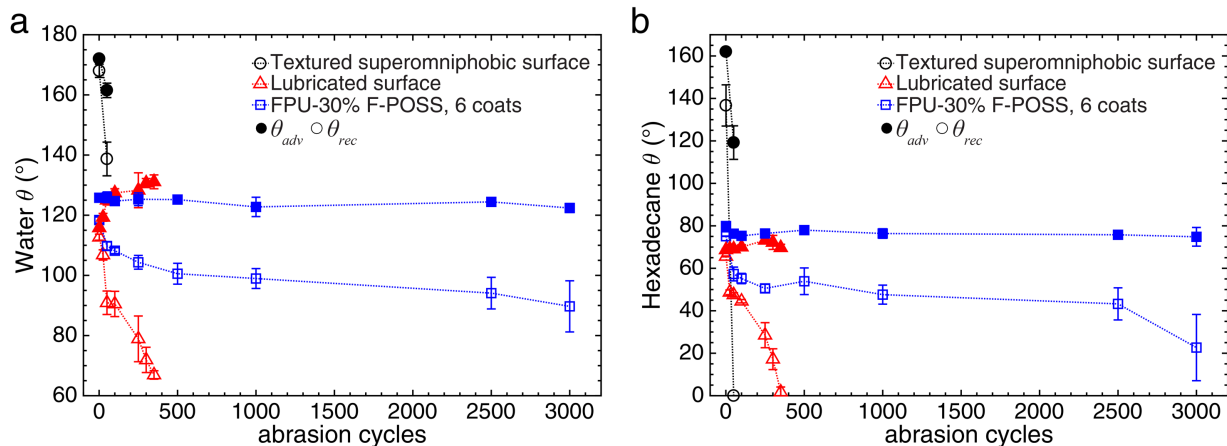 a
180
160
140
120
100
80
60
Water θ (°)
Textured superomniphobic surface
Lubricated surface
FPU-30% F-POSS, 6 coats
θadv θrec
0 500 1000 1500 2000 2500 3000
abrasion cycles
b
160
140
120
100
80
60
40
20
0
Hexadecane θ (°)
Textured superomniphobic surface
Lubricated surface
FPU-30% F-POSS, 6 coats
θadv θrec
0 500 1000 1500 2000 2500 3000
abrasion cycles